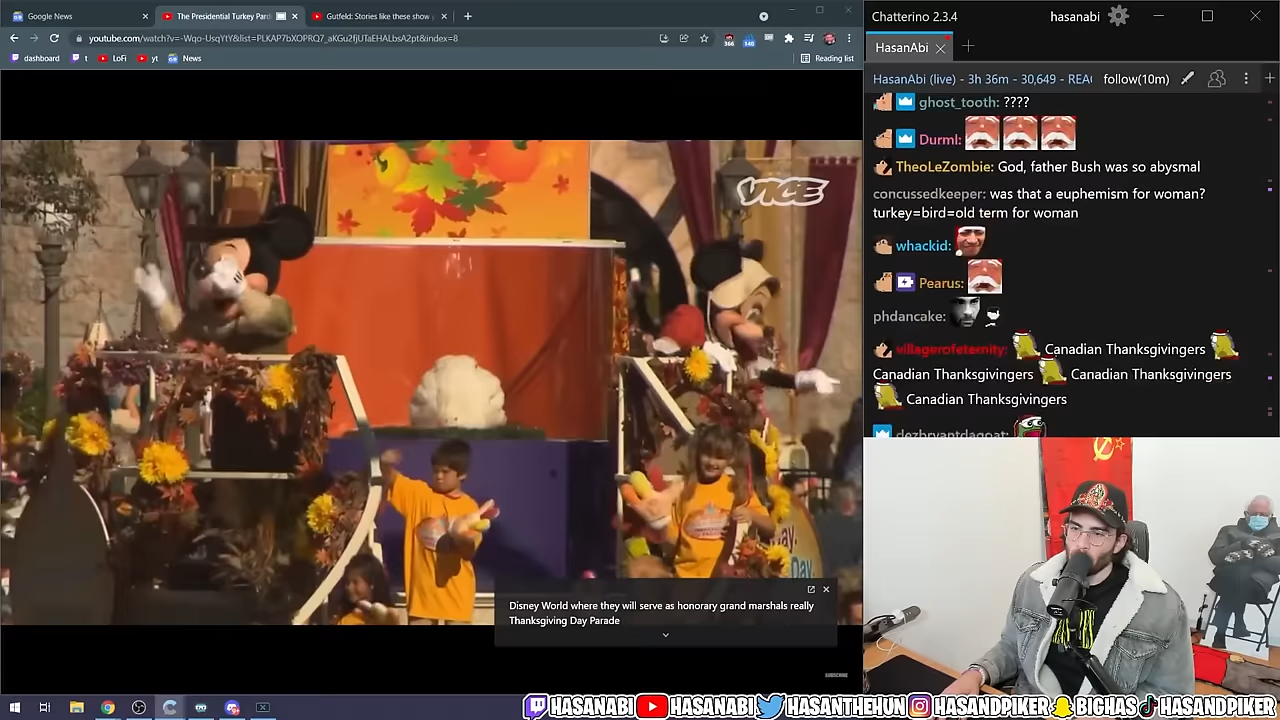 Google News
The Presidential Turkey Pard
Gutfeld: Stories like these show
youtube.com/watch?v=-Wqo-UsqYtY&list=PLKAP7bXOPRQ7_aKGu2fJUTaEHALbsA2pt&index=8
366
140
dashboard
t
LoFi
yt
News
Reading list
VICE
Disney World where they will serve as honorary grand marshals really
Thanksgiving Day Parade
SUBSCRIBE
Chatterino 2.3.4
hasanabi
HasanAbi
HasanAbi (live) - 3h 36m - 30,649 - REA
follow(10m)
ghost_tooth: ????
Durml:
TheoLeZombie: God, father Bush was so abysmal
concussedkeeper: was that a euphemism for woman?
turkey=bird=old term for woman
whackid:
Pearus:
phdancake:
villagerofeternity: Canadian Thanksgivingers
Canadian Thanksgivingers Canadian Thanksgivingers
Canadian Thanksgivingers
dezbryantdagoat:
HASANABI HASANABI HASANTHEHUN HASANDPIKER BIGHAS HASANDPIKER